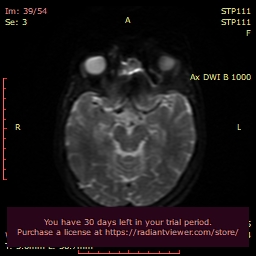 Im: 39/54
Se: 3
A
STP111
STP111
F
Ax DWI B 1000
R
L
You have 30 days left in your trial period.
Purchase a license at https://radiantviewer.com/store/